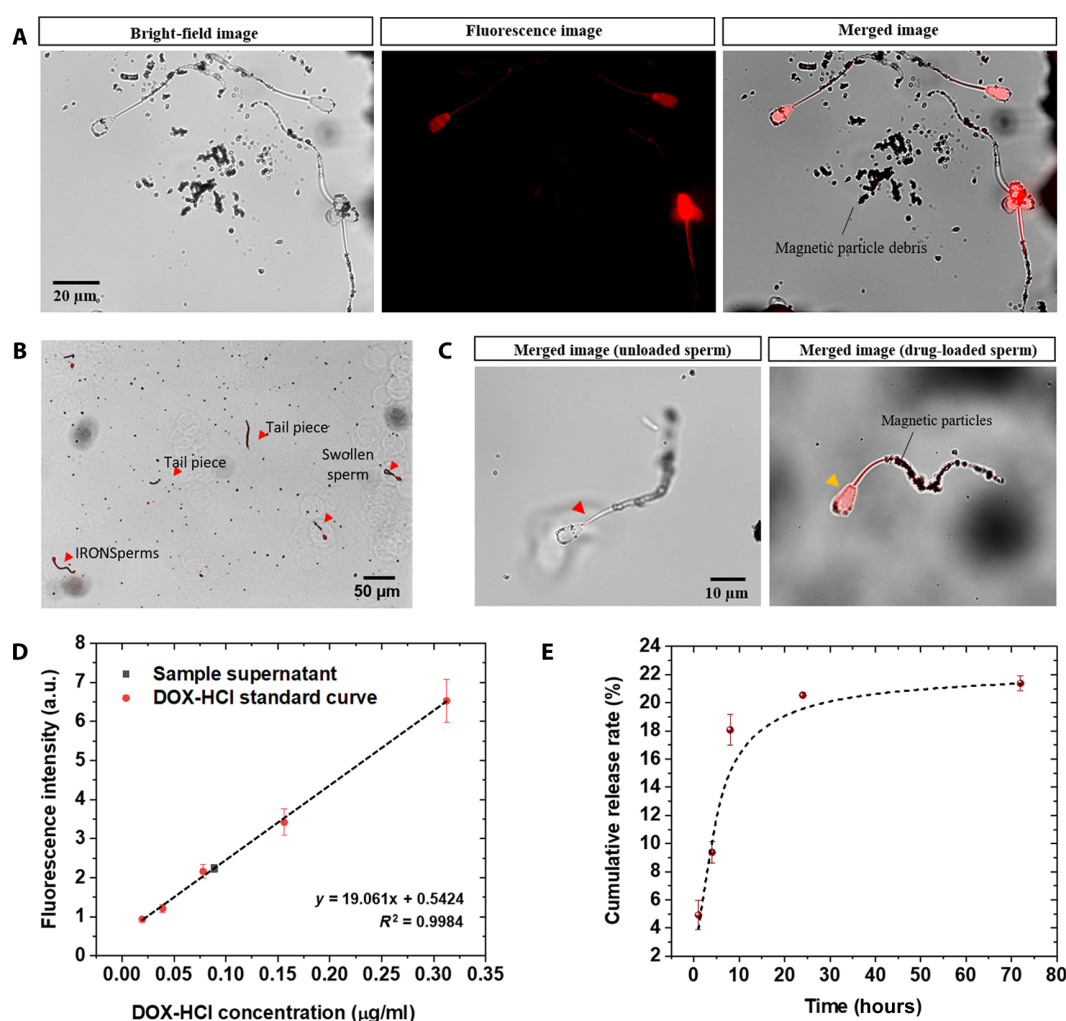 A
Bright-field image
Fluorescence image
Merged image
20 µm
Magnetic particle debris
B
Tail piece
Tail piece
Swollen
sperm
IRONSperms
50 µm
C
Merged image (unloaded sperm)
Merged image (drug-loaded sperm)
10 µm
Magnetic particles
D
Fluorescence intensity (a.u.)
8
7
6
5
4
3
2
1
0
Sample supernatant
DOX-HCl standard curve
y = 19.061x + 0.5424
R² = 0.9984
0.00 0.05 0.10 0.15 0.20 0.25 0.30 0.35
DOX-HCl concentration (µg/ml)
E
Cumulative release rate (%)
24
22
20
18
16
14
12
10
8
6
4
2
0 10 20 30 40 50 60 70 80
Time (hours)